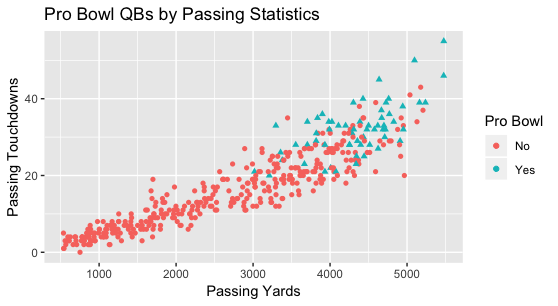 Pro Bowl QBs by Passing Statistics
Passing Touchdowns
40
20
0
1000 2000 3000 4000 5000
Passing Yards
Pro Bowl
No
Yes